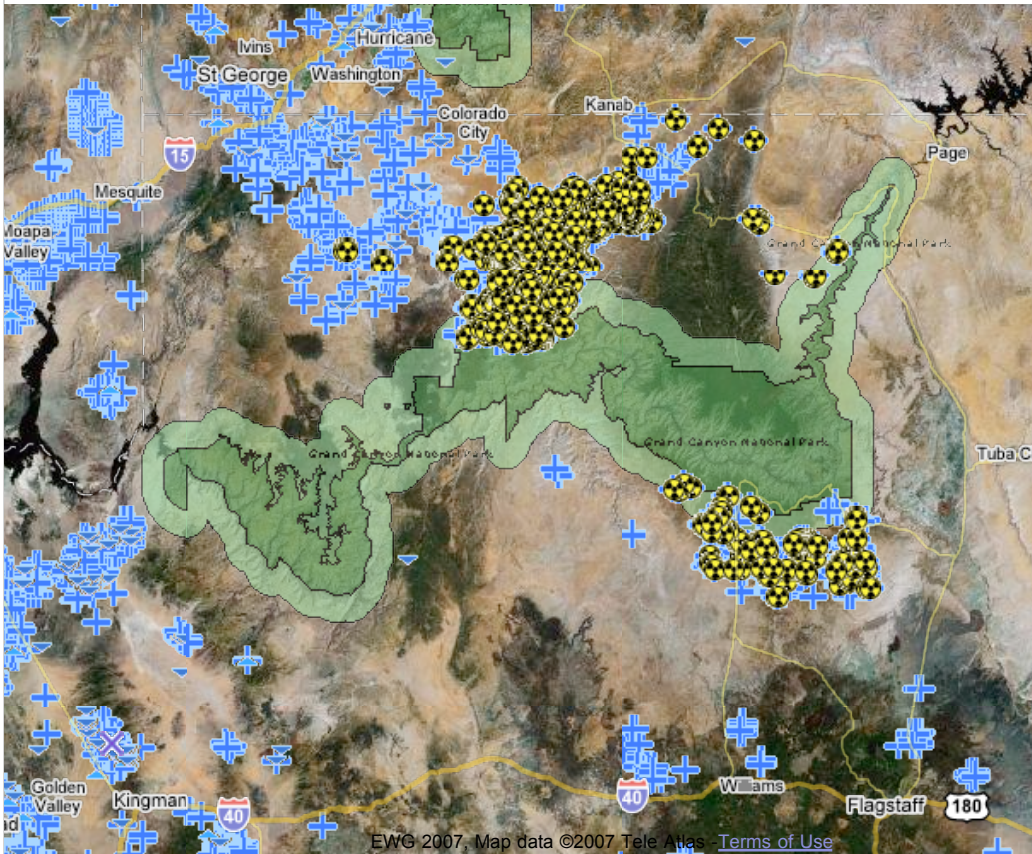 Ivins
Hurricane
St George
Washington
Colorado
City
Kanab
15
Page
Mesquite
Moapa
Valley
Grand Canyon National Park
Grand Canyon National Park
Grand Canyon National Park
Tuba C
Golden
Valley
Kingman
40
40
Williams
Flagstaff
180
ad
EWG 2007, Map data ©2007 Tele Atlas -Terms of Use